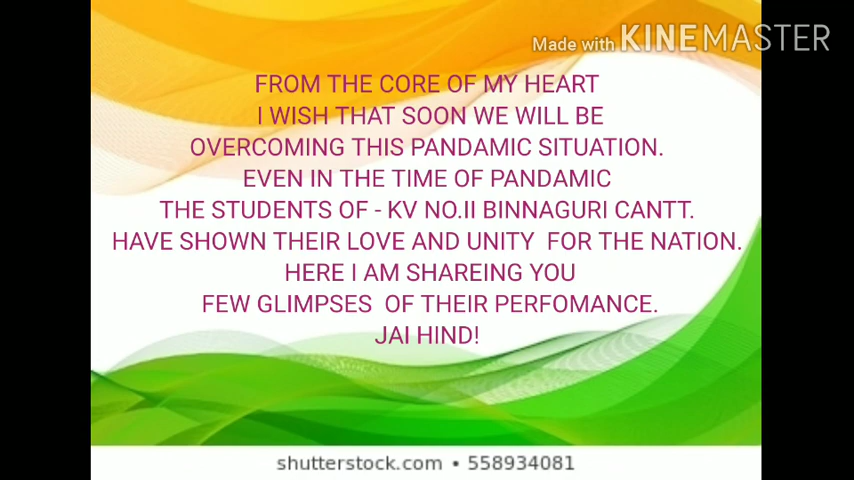 Made with KINEMASTER
FROM THE CORE OF MY HEART
I WISH THAT SOON WE WILL BE
OVERCOMING THIS PANDAMIC SITUATION.
EVEN IN THE TIME OF PANDAMIC
THE STUDENTS OF - KV NO.II BINNAGURI CANTT.
HAVE SHOWN THEIR LOVE AND UNITY  FOR THE NATION.
HERE I AM SHAREING YOU
FEW GLIMPSES  OF THEIR PERFOMANCE.
JAI HIND!
shutterstock.com • 558934081